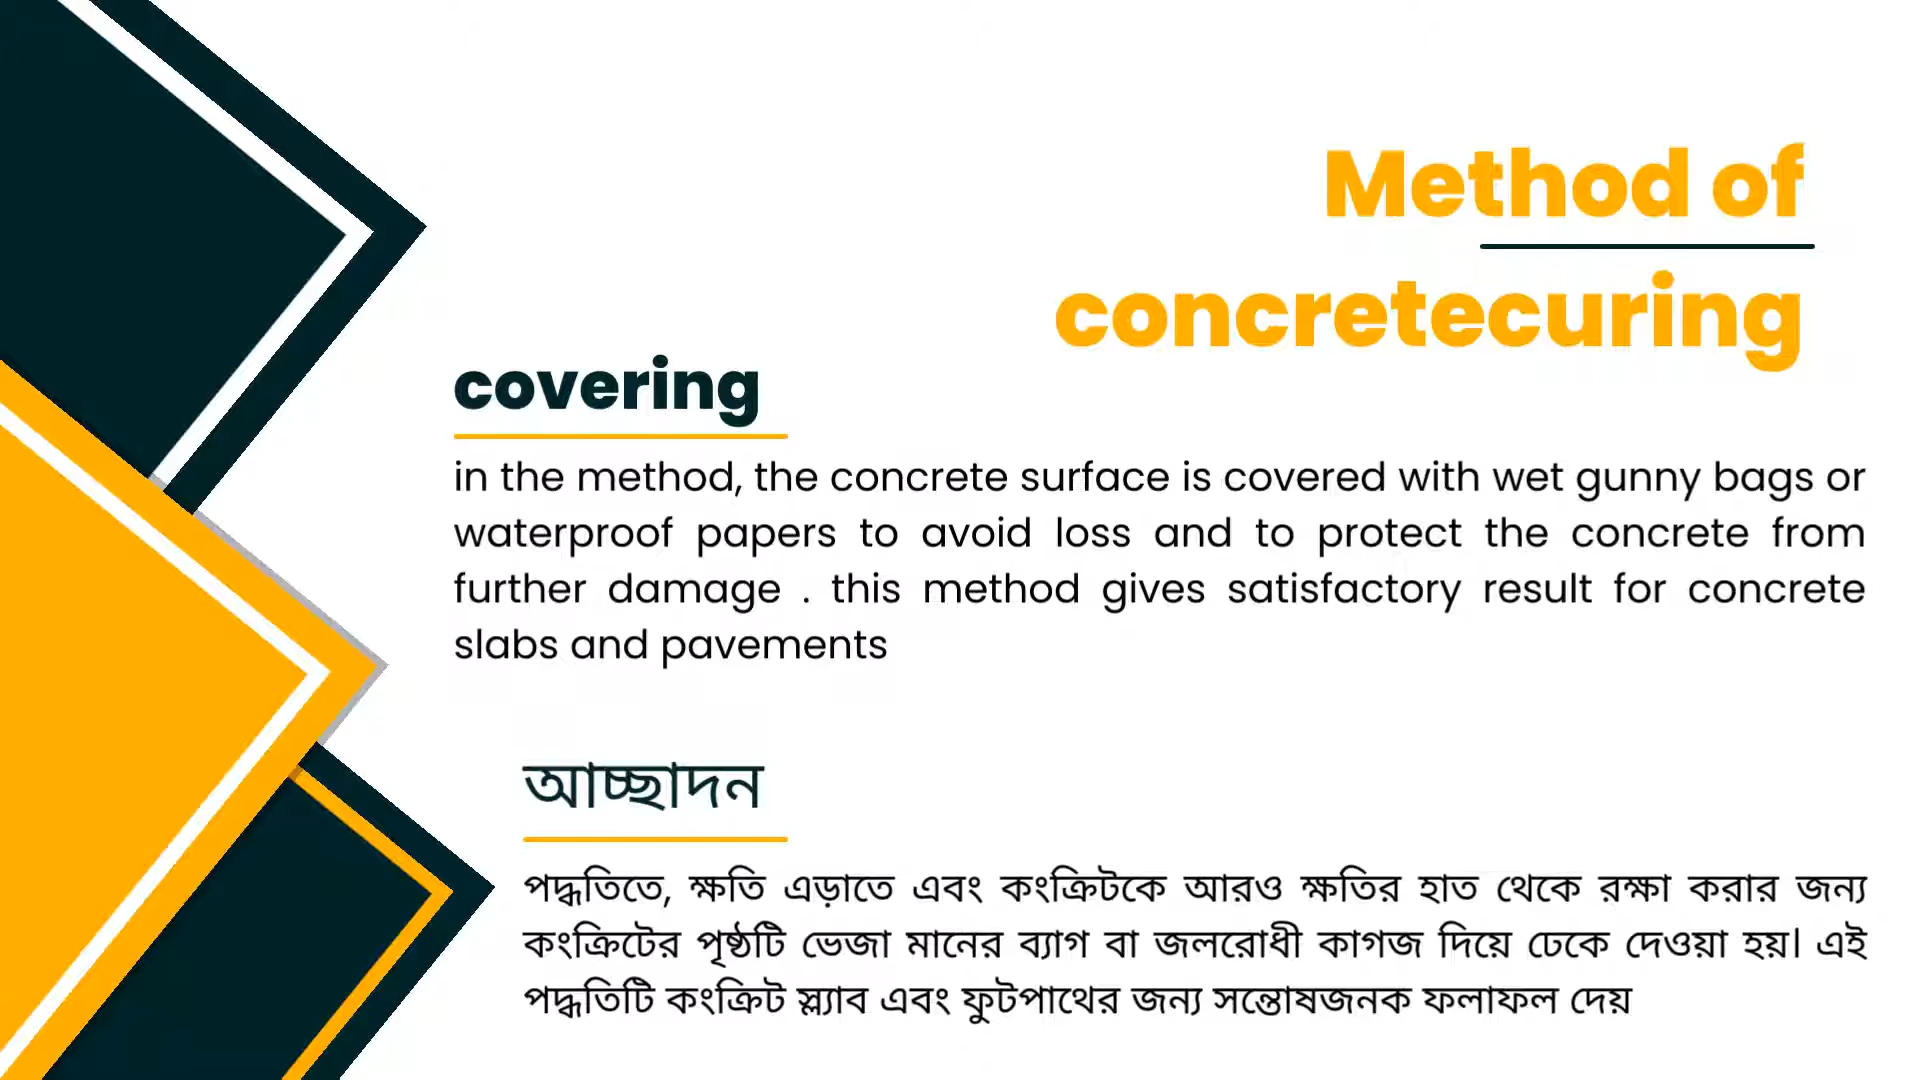 Method of
concretecuring
covering
in the method, the concrete surface is covered with wet gunny bags or
waterproof papers to avoid loss and to protect the concrete from
further damage . this method gives satisfactory result for concrete
slabs and pavements
আচ্ছাদন
পদ্ধতিতে, ক্ষতি এড়াতে এবং কংক্রিটকে আরও ক্ষতির হাত থেকে রক্ষা করার জন্য
কংক্রিটের পৃষ্ঠটি ভেজা মানের ব্যাগ বা জলরোধী কাগজ দিয়ে ঢেকে দেওয়া হয়। এই
পদ্ধতিটি কংক্রিট স্ল্যাব এবং ফুটপাথের জন্য সন্তোষজনক ফলাফল দেয়